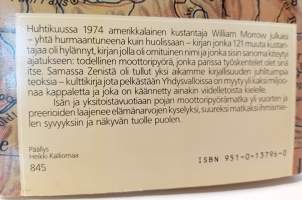 Huhtikuussa 1974 amerikkalainen kustantaja William Morrow julkaisi
– yhtä hurmaantuneena kuin huolissaan – kirjan jonka 121 muuta kustan-
tajaa oli hylännyt, kirjan jolla oli omituinen nimi ja jonka sisin sanoma kiteytyi
ajatukseen: todellinen moottoripyörä, jonka parissa työskentelet olet sinä
itse. Samassa Zenistä oli tullut yksi aikamme kirjallisuuden juhlitumpia
teoksia – kulttikirja jota pelkästään Yhdysvalloissa on myyty yli kaksi miljoo-
naa kappaletta ja joka on käännetty ainakin viidelletoista kielelle.
Isän ja yksitoistavuotiaan pojan moottoripyörämatka yli vuorten ja
preerioiden laajenee elämänarvojen kyselyksi, suureksi matkaksi ihmismie-
len syvyyksiin ja näkyvän tuolle puolen.
Päällys
Heikki Kalliomaa
845
ISBN 951-0-13796-0